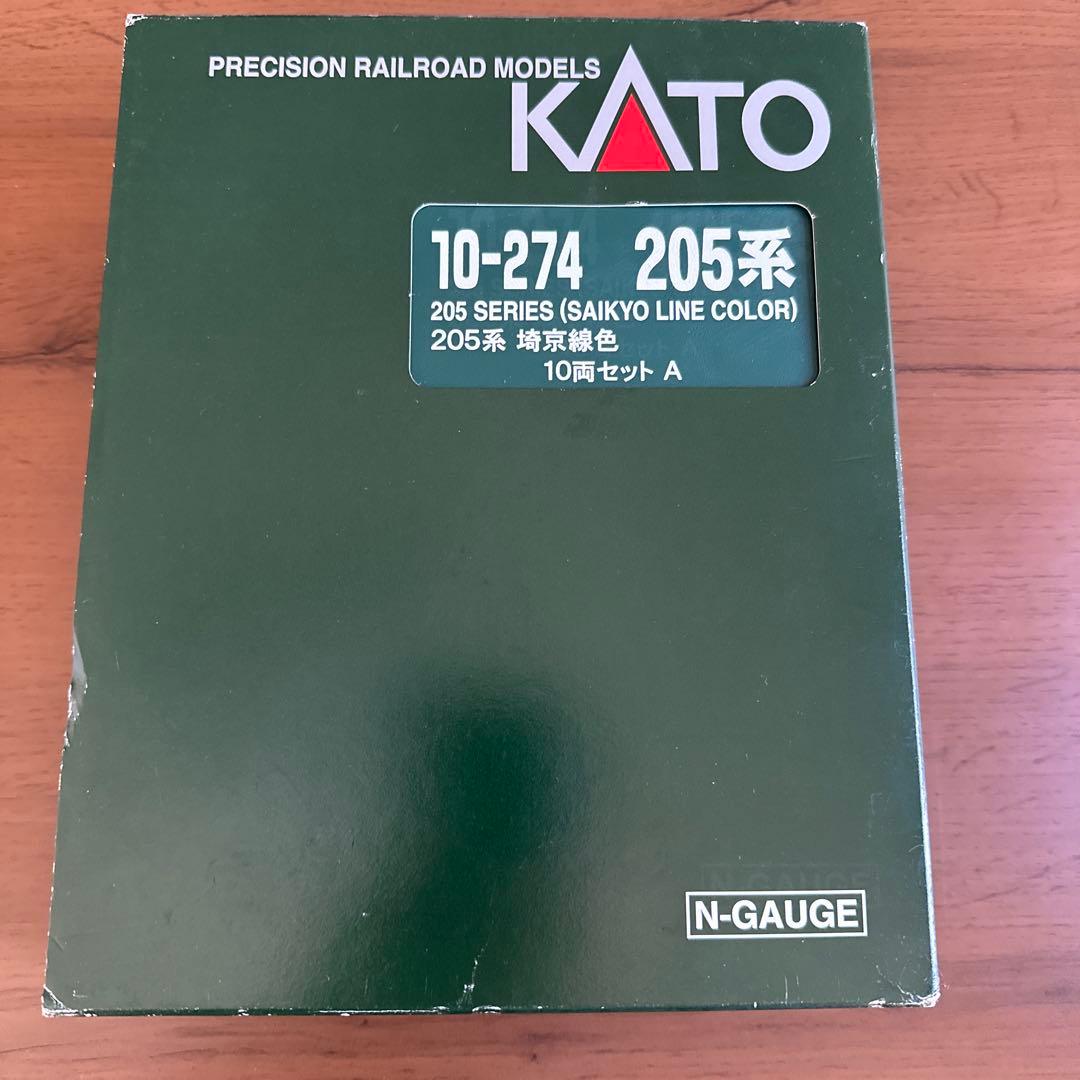 PRECISION RAILROAD MODELS
KATO
10-274 205系
205 SERIES (SAIKYO LINE COLOR)
205系 埼京線色
10両セット A
N-GAUGE